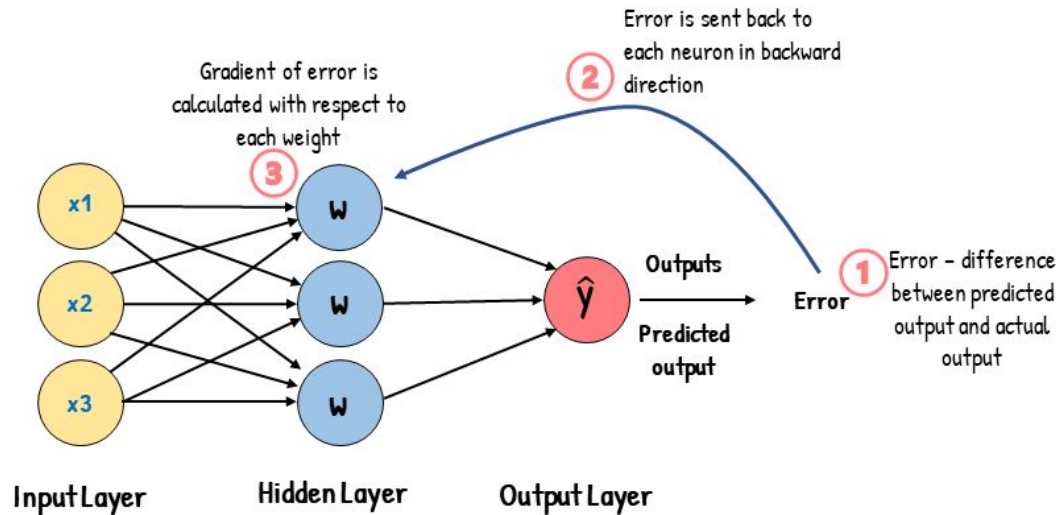 Error is sent back to
each neuron in backward
direction
2
Gradient of error is
calculated with respect to
each weight
3
x1
w
x2
w
x3
w
ŷ
Outputs
Predicted
output
Error
1
Error – difference
between predicted
output and actual
output
Input Layer
Hidden Layer
Output Layer